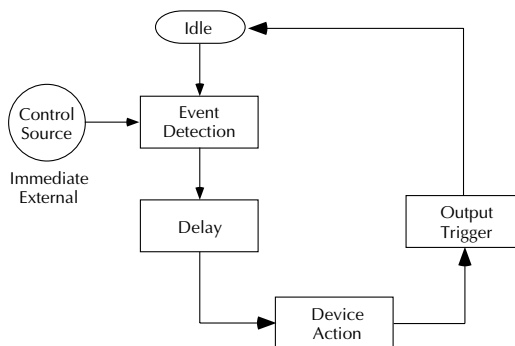 Idle
Control
Source
Immediate
External
Event
Detection
Delay
Output
Trigger
Device
Action